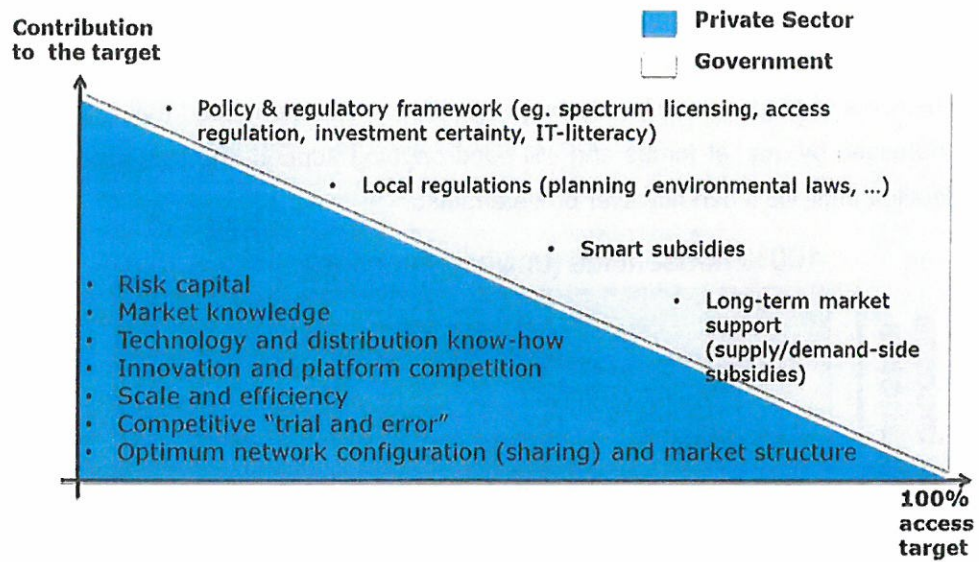 Contribution
to the target
Private Sector
Government
• Policy & regulatory framework (eg. spectrum licensing, access
regulation, investment certainty, IT-litteracy)
• Local regulations (planning ,environmental laws, ...)
• Smart subsidies
• Long-term market
support
(supply/demand-side
subsidies)
• Risk capital
• Market knowledge
• Technology and distribution know-how
• Innovation and platform competition
• Scale and efficiency
• Competitive “trial and error”
• Optimum network configuration (sharing) and market structure
100%
access
target